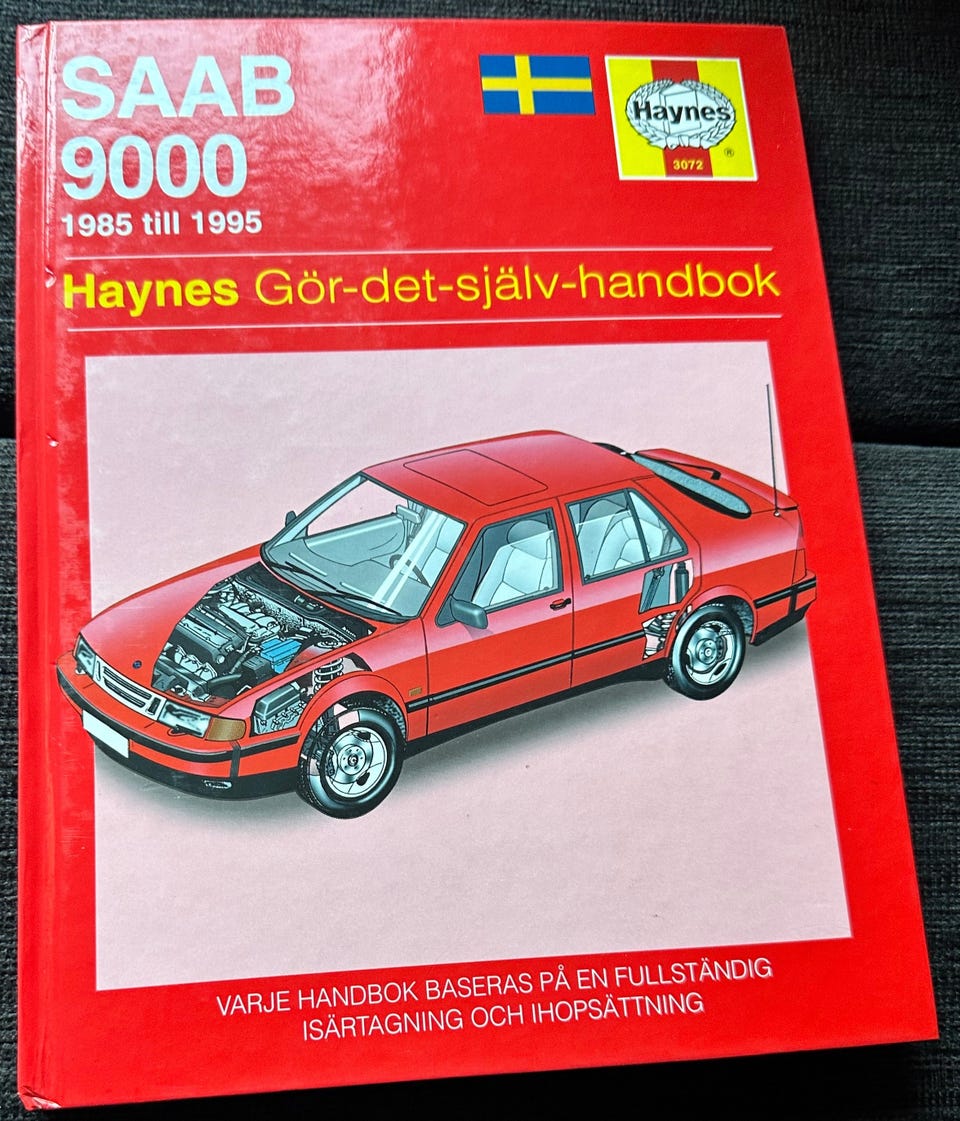 SAAB
9000
1985 till 1995
Haynes
®
3072
Haynes Gör-det-själv-handbok
VARJE HANDBOK BASERAS PÅ EN FULLSTÄNDIG
ISÄRTAGNING OCH IHOPSÄTTNING